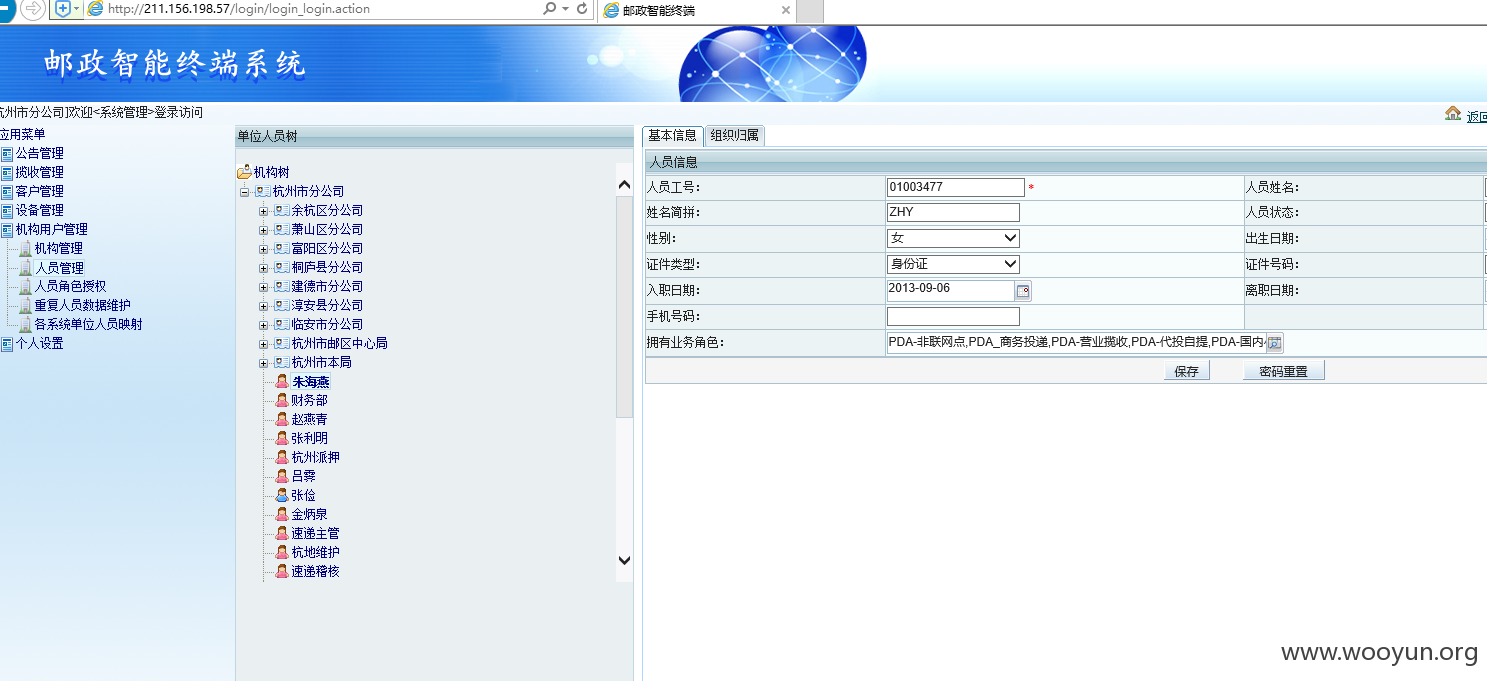 http://211.156.198.57/login/login_login.action
邮政智能终端
邮政智能终端系统
杭州市分公司]欢迎<系统管理>登录访问
返回
应用菜单
公告管理
揽收管理
客户管理
设备管理
机构用户管理
机构管理
人员管理
人员角色授权
重复人员数据维护
各系统单位人员映射
个人设置
单位人员树
机构树
杭州市分公司
余杭区分公司
萧山区分公司
富阳区分公司
桐庐县分公司
建德市分公司
淳安县分公司
临安市分公司
杭州市邮区中心局
杭州市本局
朱海燕
财务部
赵燕青
张利明
杭州派押
吕霁
张俭
金炳泉
速递主管
杭地维护
速递稽核
基本信息 组织归属
人员信息
人员工号： 01003477 * 人员姓名：
姓名简拼： ZHY 人员状态：
性别： 女 出生日期：
证件类型： 身份证 证件号码：
入职日期： 2013-09-06 离职日期：
手机号码：
拥有业务角色： PDA-非联网点,PDA_商务投递,PDA-营业揽收,PDA-代投自提,PDA-国内
保存 密码重置
www.wooyun.org